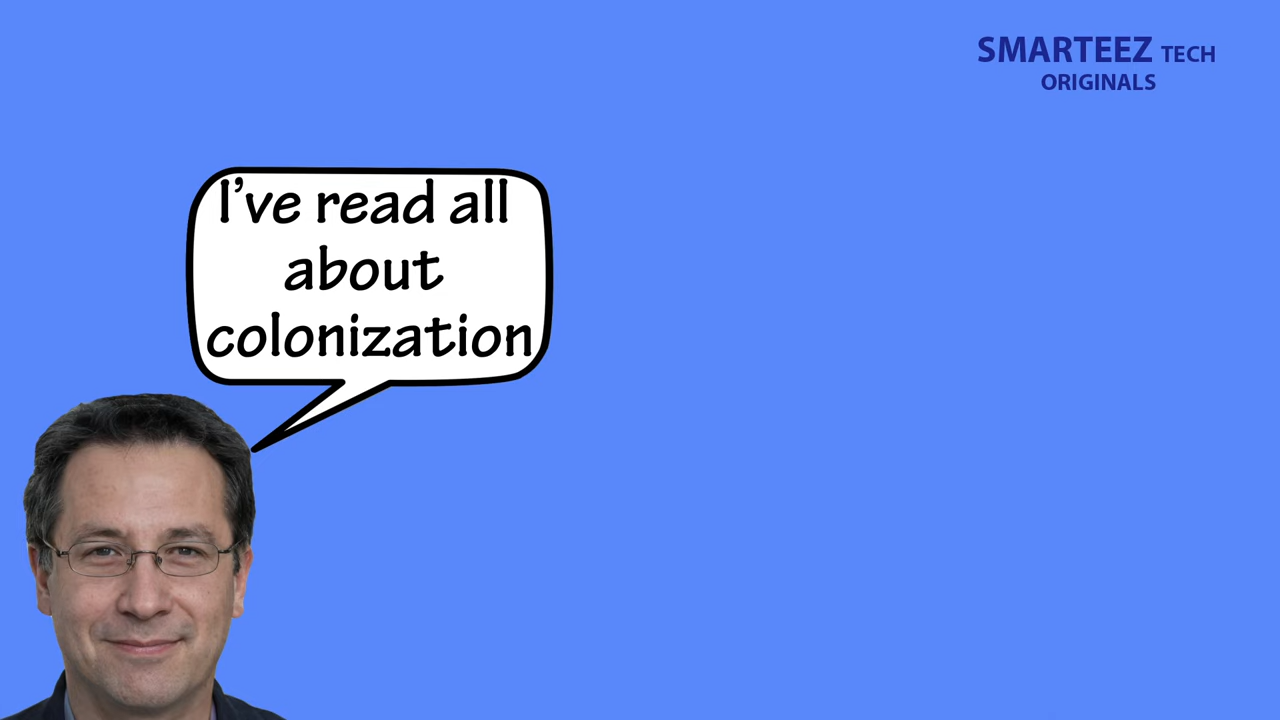 SMARTEEZ TECH
ORIGINALS
I've read all
about
colonization